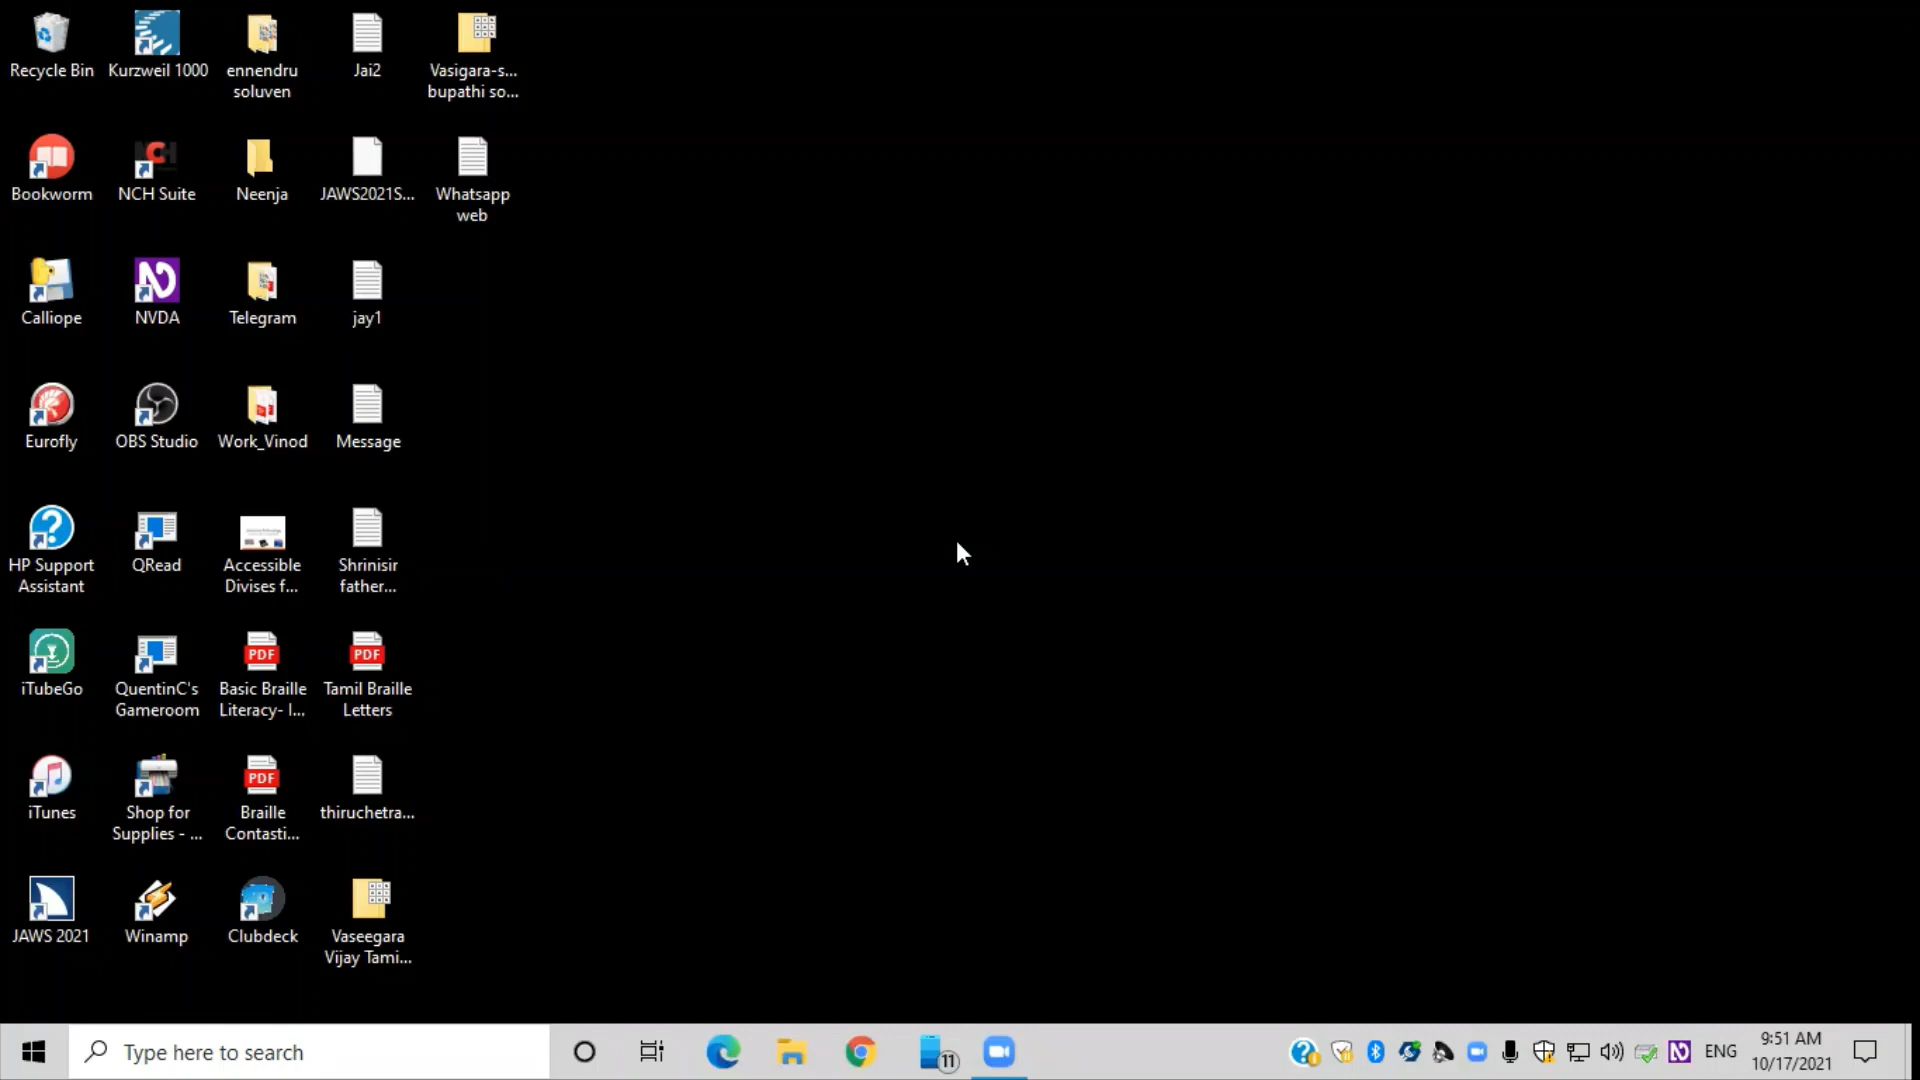 Recycle Bin
Kurzweil 1000
ennendru
soluven
Jai2
Vasigara-s...
bupathi so...
Bookworm
NCH Suite
Neenja
JAWS2021S...
Whatsapp
web
Calliope
NVDA
Telegram
jay1
Eurofly
OBS Studio
Work_Vinod
Message
HP Support
Assistant
QRead
Accessible
Divises f...
Shrinisir
father...
iTubeGo
QuentinC's
Gameroom
PDF
Basic Braille
Literacy- I...
PDF
Tamil Braille
Letters
iTunes
Shop for
Supplies - ...
PDF
Braille
Contasti...
thiruchetra...
JAWS 2021
Winamp
Clubdeck
Vaseegara
Vijay Tami...
Type here to search
11
ENG
9:51 AM
10/17/2021